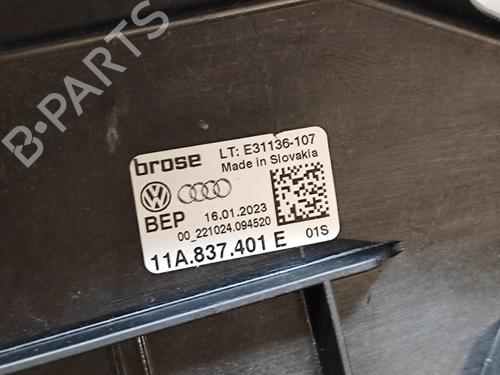 B-PARTS
brose
LT: E31136-107
Made in Slovakia
BEP
16.01.2023
00_221024.094520
11A.837.401 E
01S